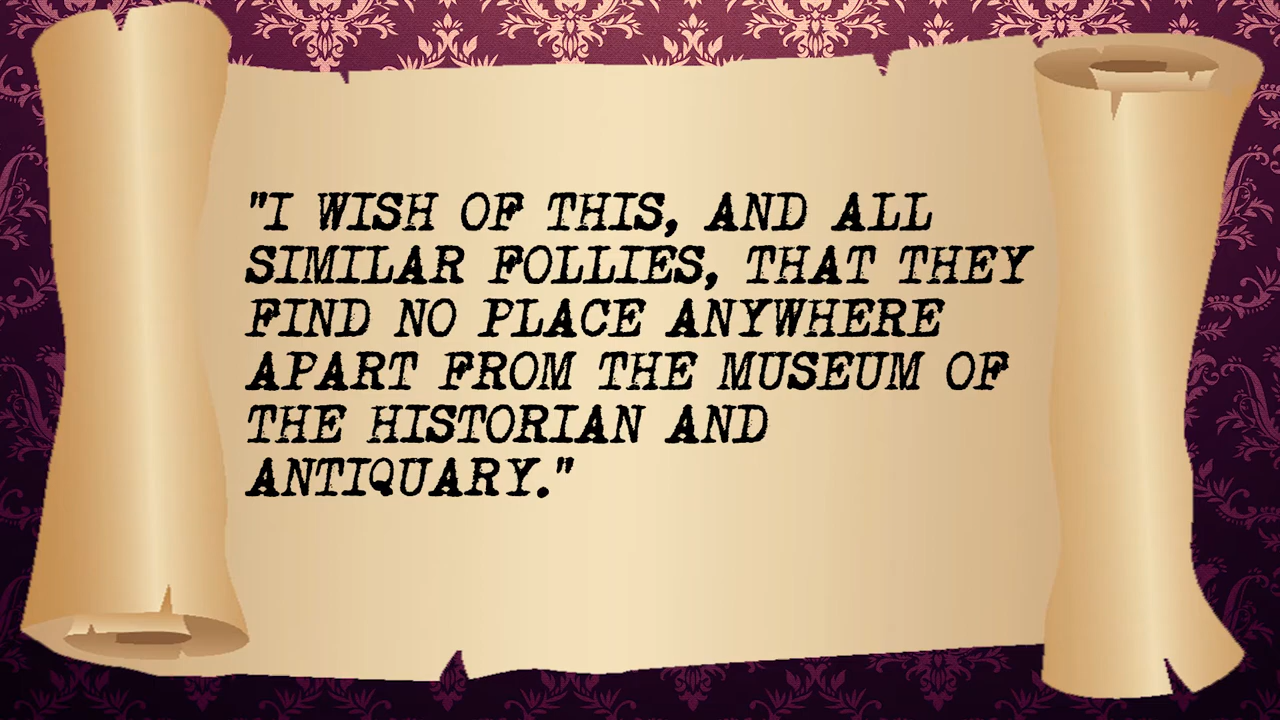 "I WISH OF THIS, AND ALL
SIMILAR FOLLIES, THAT THEY
FIND NO PLACE ANYWHERE
APART FROM THE MUSEUM OF
THE HISTORIAN AND
ANTIQUARY."